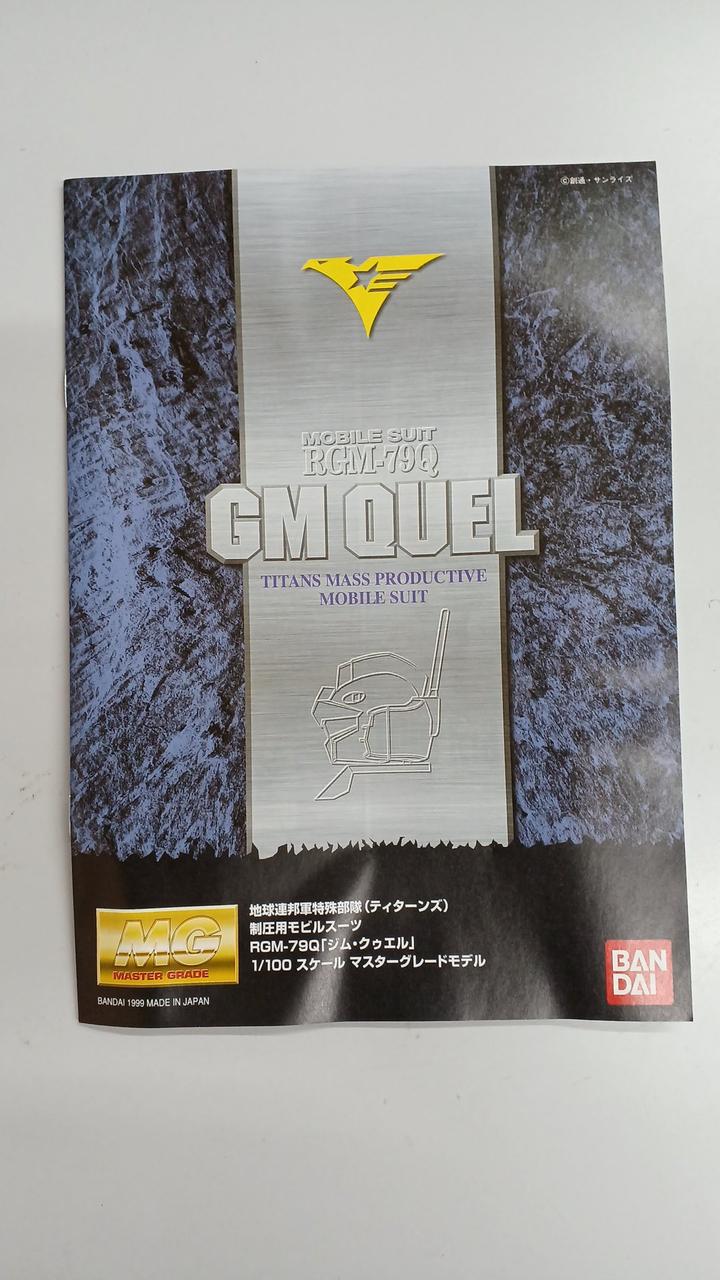 ©創通・サンライズ
MOBILE SUIT
RGM-79Q
GM QUEL
TITANS MASS PRODUCTIVE
MOBILE SUIT
地球連邦軍特殊部隊(ティターンズ)
制圧用モビルスーツ
RGM-79Q「ジム・クゥエル」
1/100 スケール マスターグレードモデル
MG
MASTER GRADE
BANDAI 1999 MADE IN JAPAN
BAN
DAI